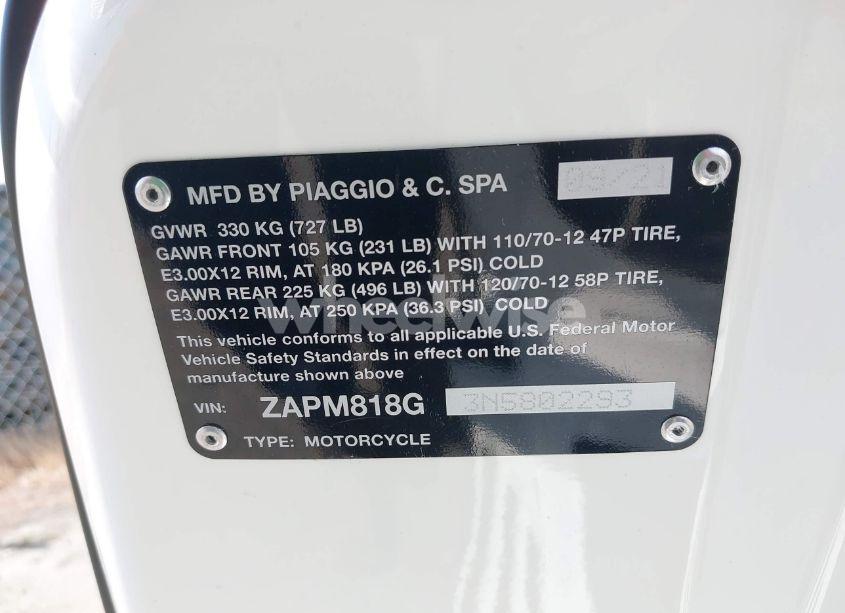 MFD BY PIAGGIO & C. SPA 09/21
GVWR 330 KG (727 LB)
GAWR FRONT 105 KG (231 LB) WITH 110/70-12 47P TIRE,
E3.00X12 RIM, AT 180 KPA (26.1 PSI) COLD
GAWR REAR 225 KG (496 LB) WITH 120/70-12 58P TIRE,
E3.00X12 RIM, AT 250 KPA (36.3 PSI) COLD
wheelwise
This vehicle conforms to all applicable U.S. Federal Motor
Vehicle Safety Standards in effect on the date of
manufacture shown above
VIN: ZAPM818G 3N5802293
TYPE: MOTORCYCLE